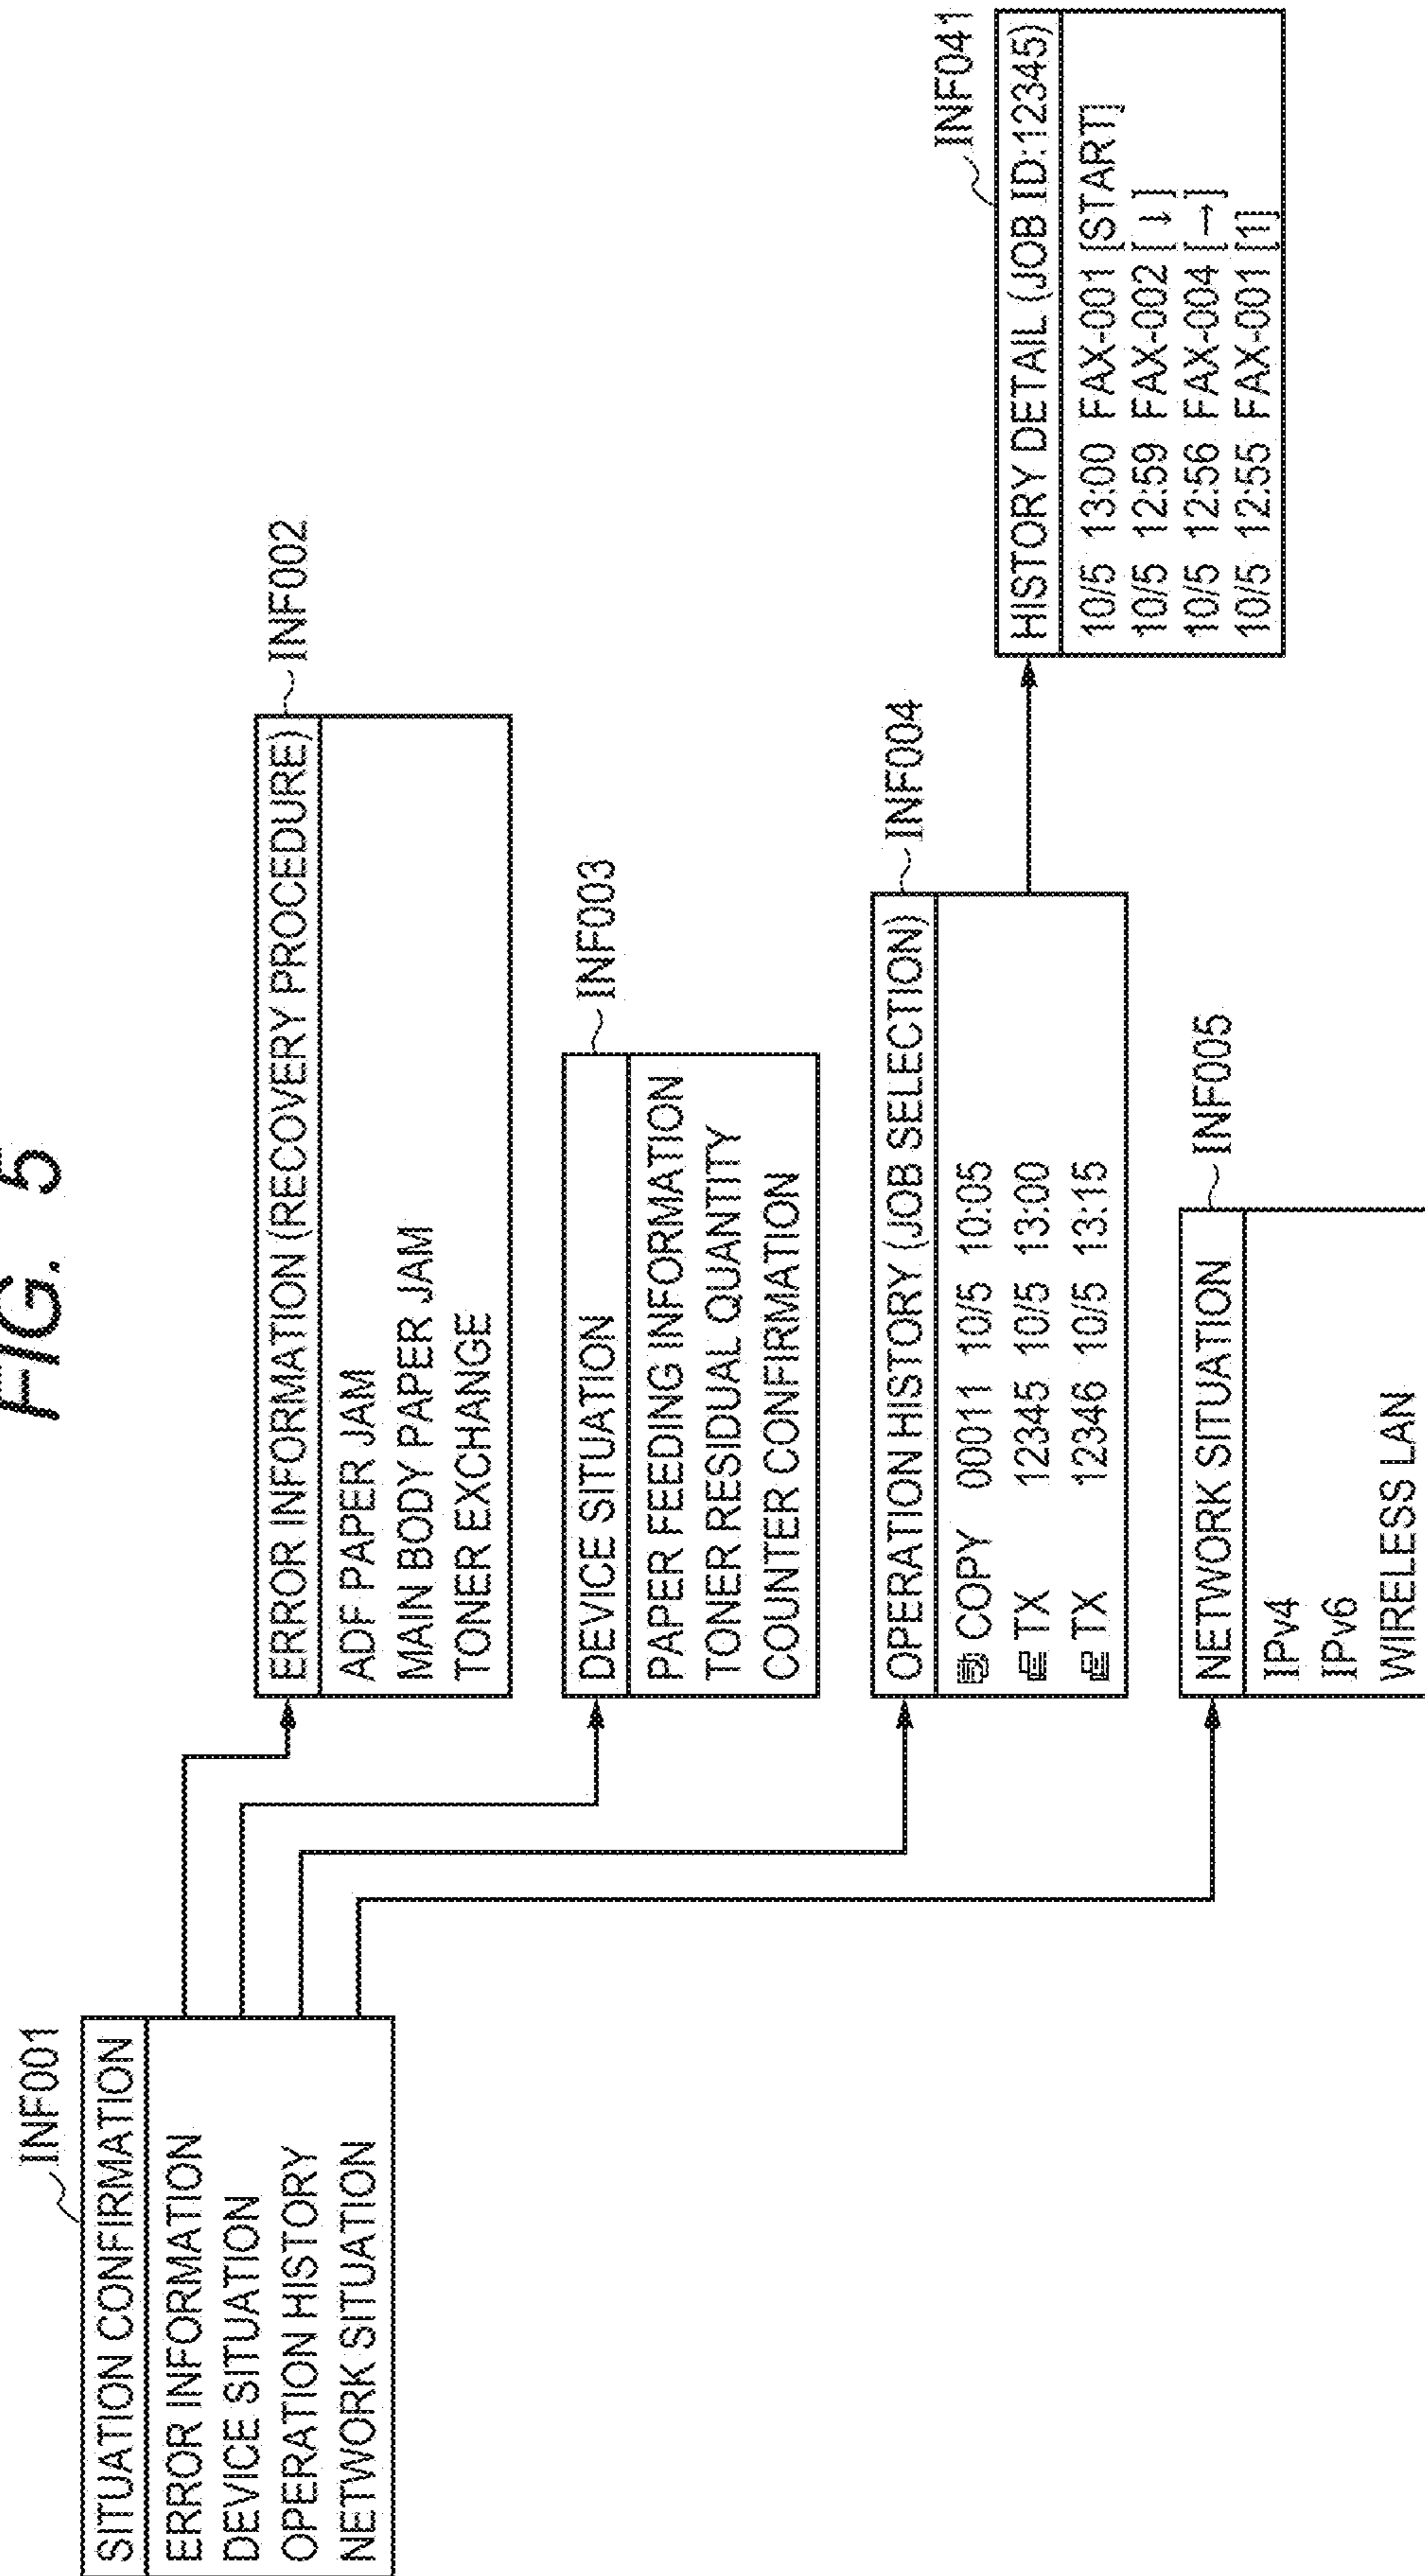 FIG. 5
INF001
SITUATION CONFIRMATION
ERROR INFORMATION
DEVICE SITUATION
OPERATION HISTORY
NETWORK SITUATION
INF002
ERROR INFORMATION (RECOVERY PROCEDURE)
ADF PAPER JAM
MAIN BODY PAPER JAM
TONER EXCHANGE
INF003
DEVICE SITUATION
PAPER FEEDING INFORMATION
TONER RESIDUAL QUANTITY
COUNTER CONFIRMATION
INF004
OPERATION HISTORY (JOB SELECTION)
COPY 00011 10/5 10:05
TX 12345 10/5 13:00
TX 12346 10/5 13:15
INF041
HISTORY DETAIL (JOB ID:12345)
10/5 13:00 FAX-001 [START]
10/5 12:59 FAX-002 [↓]
10/5 12:56 FAX-004 [→]
10/5 12:55 FAX-001 [1]
INF005
NETWORK SITUATION
IPv4
IPv6
WIRELESS LAN